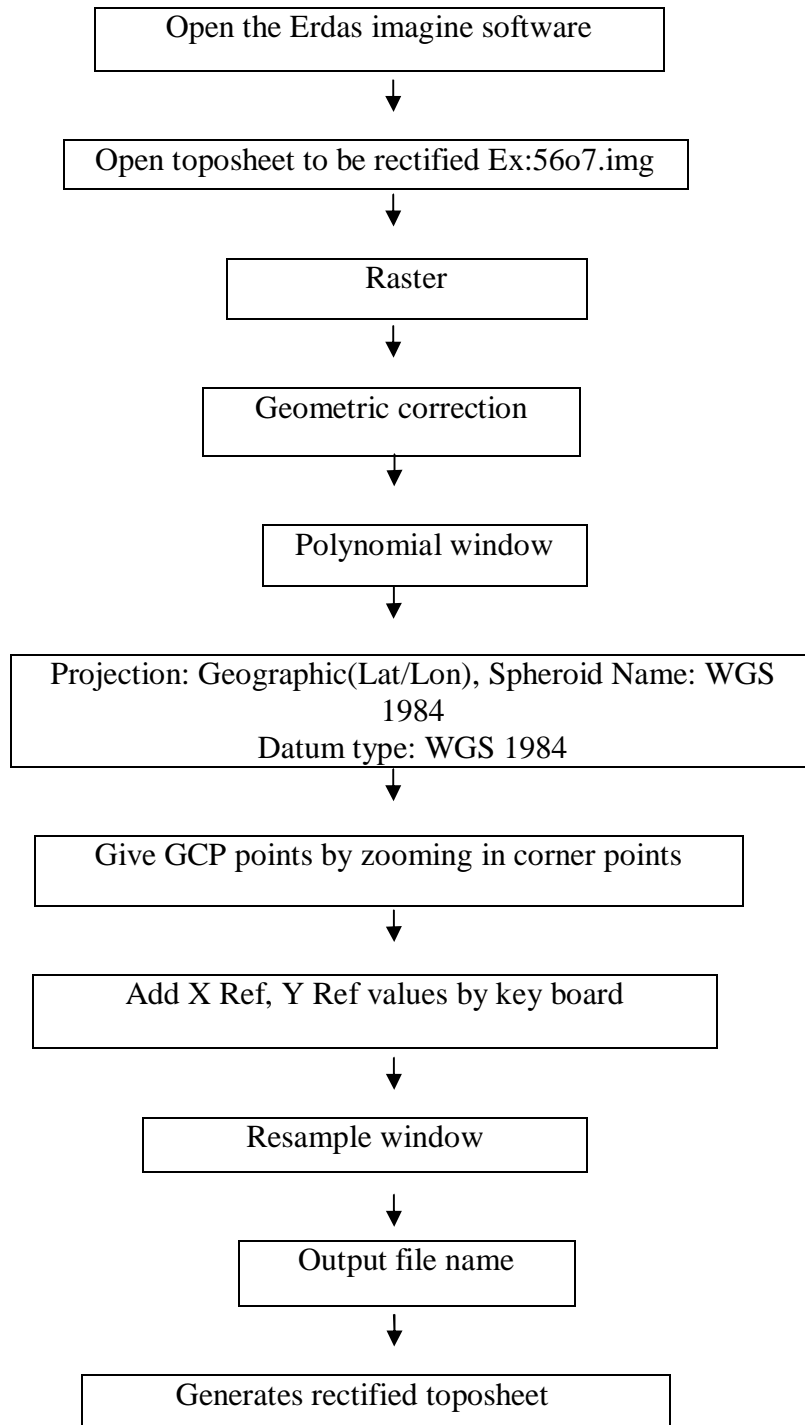 Open the Erdas imagine software
Open toposheet to be rectified Ex:56o7.img
Raster
Geometric correction
Polynomial window
Projection: Geographic(Lat/Lon), Spheroid Name: WGS
1984
Datum type: WGS 1984
Give GCP points by zooming in corner points
Add X Ref, Y Ref values by key board
Resample window
Output file name
Generates rectified toposheet